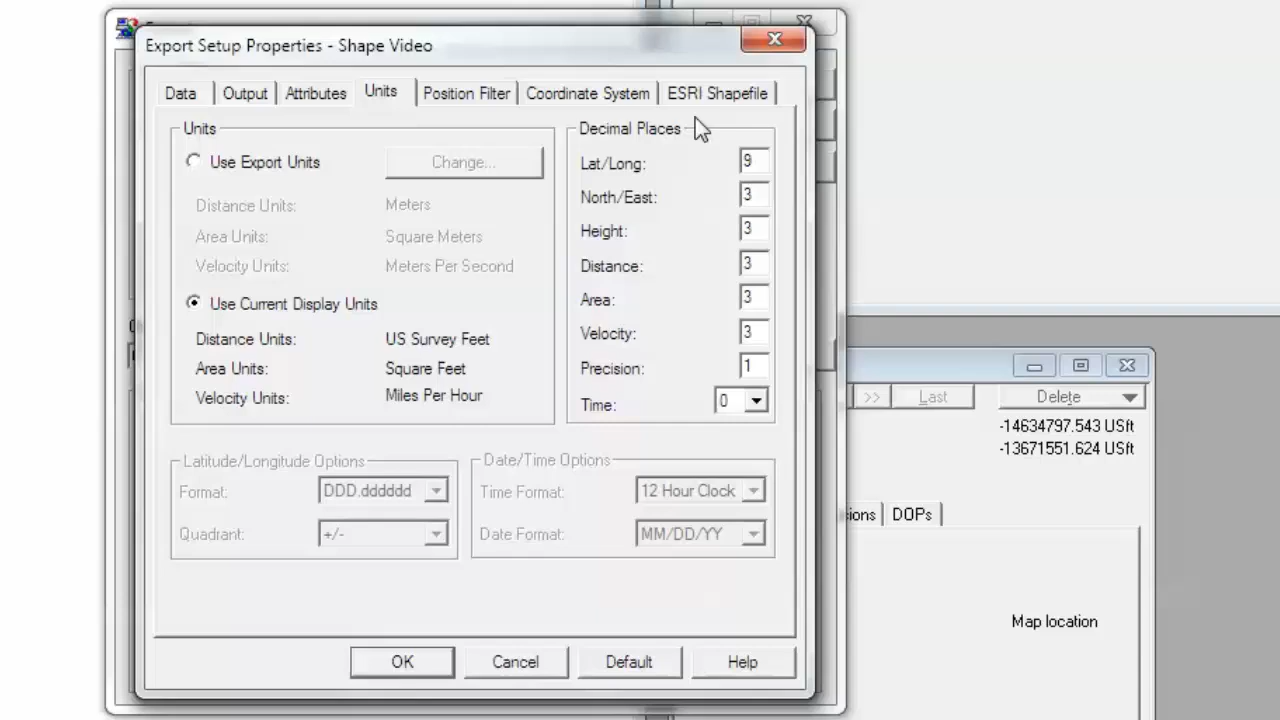 Export Setup Properties - Shape Video
Data Output Attributes Units Position Filter Coordinate System ESRI Shapefile
Units
Use Export Units Change...
Distance Units: Meters
Area Units: Square Meters
Velocity Units: Meters Per Second
Use Current Display Units
Distance Units: US Survey Feet
Area Units: Square Feet
Velocity Units: Miles Per Hour
Decimal Places
Lat/Long: 9
North/East: 3
Height: 3
Distance: 3
Area: 3
Velocity: 3
Precision: 1
Time: 0
Latitude/Longitude Options
Format: DDD.dddddd
Quadrant: +/-
Date/Time Options
Time Format: 12 Hour Clock
Date Format: MM/DD/YY
OK Cancel Default Help
>> Last Delete
-14634797.543 USft
-13671551.624 USft
DOPs
Map location